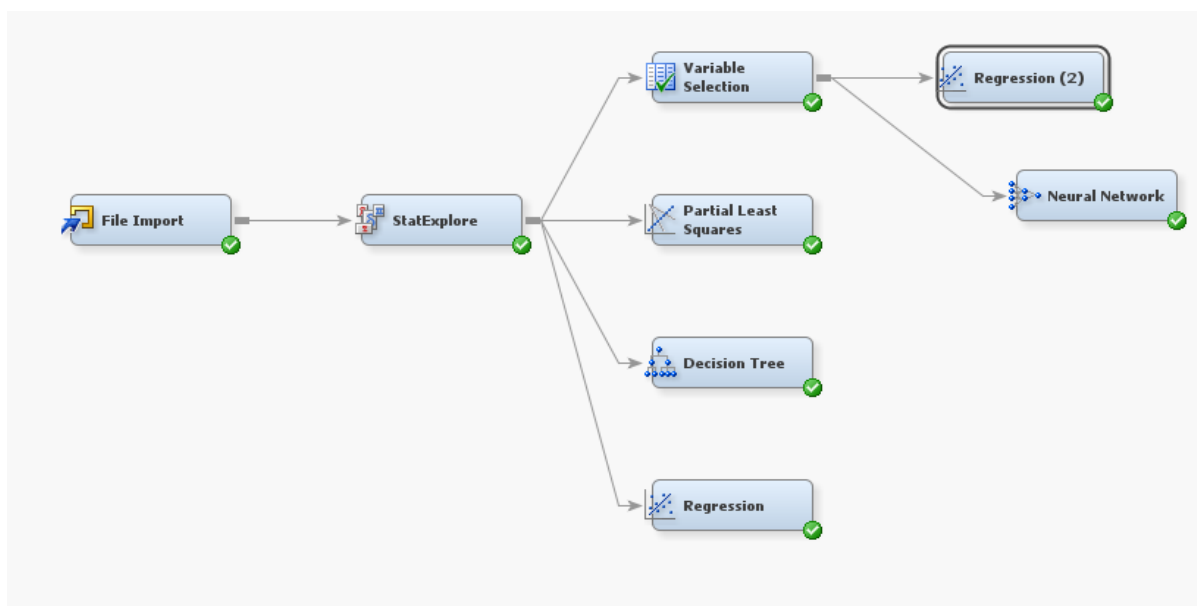 Variable
Selection
Regression (2)
Neural Network
File Import
StatExplore
Partial Least
Squares
Decision Tree
Regression